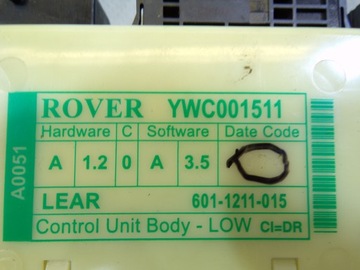 ROVER YWC001511
Hardware C Software Date Code
A 1.2 0 A 3.5
LEAR 601-1211-015
Control Unit Body - LOW CI=DR
A0051